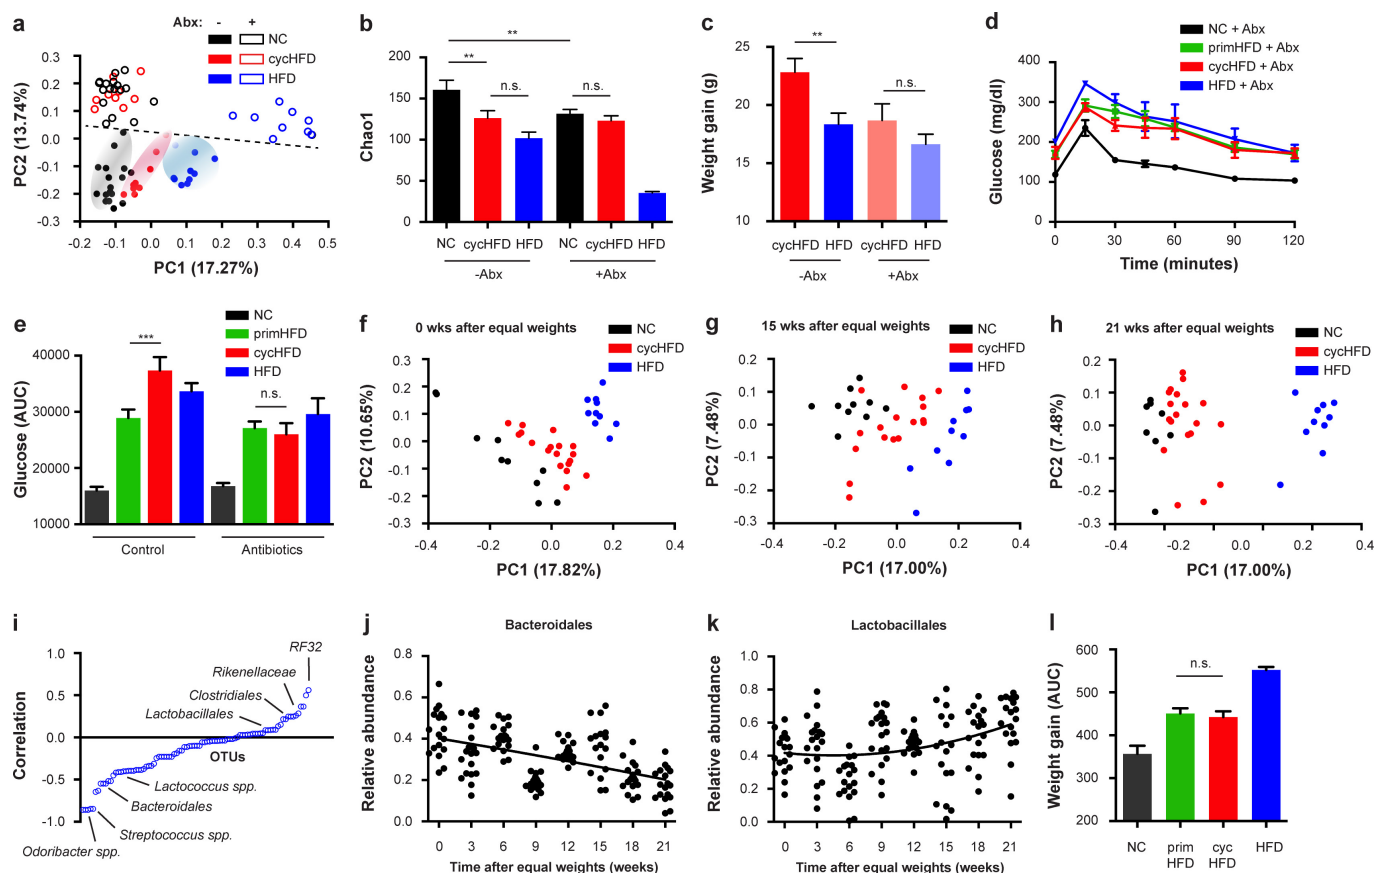 a
Abx: - +
NC
cycHFD
HFD
PC2 (13.74%)
0.3
0.2
0.1
0.0
-0.1
-0.2
-0.3
-0.2 -0.1 0.0 0.1 0.2 0.3 0.4 0.5
PC1 (17.27%)
b
Chao1
200
150
100
50
0
**
**
n.s.
n.s.
NC cycHFD HFD NC cycHFD HFD
-Abx +Abx
c
Weight gain (g)
25
20
15
10
**
n.s.
cycHFD HFD cycHFD HFD
-Abx +Abx
d
NC + Abx
primHFD + Abx
cycHFD + Abx
HFD + Abx
Glucose (mg/dl)
400
300
200
100
0
0 15 30 45 60 75 90 105 120
Time (minutes)
e
NC
primHFD
cycHFD
HFD
Glucose (AUC)
40000
30000
20000
10000
***
n.s.
Control Antibiotics
f
0 wks after equal weights
NC
cycHFD
HFD
PC2 (10.65%)
0.3
0.2
0.1
0.0
-0.1
-0.2
-0.3
-0.4 -0.2 0.0 0.2 0.4
PC1 (17.82%)
g
15 wks after equal weights
NC
cycHFD
HFD
PC2 (7.48%)
0.2
0.1
0.0
-0.1
-0.2
-0.3
-0.4 -0.2 0.0 0.2 0.4
PC1 (17.00%)
h
21 wks after equal weights
NC
cycHFD
HFD
PC2 (7.48%)
0.2
0.1
0.0
-0.1
-0.2
-0.3
-0.4 -0.2 0.0 0.2 0.4
PC1 (17.00%)
i
Correlation
1.0
0.5
0.0
-0.5
-1.0
RF32
Rikenellaceae
Clostridiales
Lactobacillales
OTUs
Lactococcus spp.
Bacteroidales
Streptococcus spp.
Odoribacter spp.
j
Bacteroidales
Relative abundance
0.8
0.6
0.4
0.2
0.0
0 3 6 9 12 15 18 21
Time after equal weights (weeks)
k
Lactobacillales
Relative abundance
1.0
0.8
0.6
0.4
0.2
0.0
0 3 6 9 12 15 18 21
Time after equal weights (weeks)
l
Weight gain (AUC)
600
500
400
300
200
n.s.
NC prim cyc HFD
HFD HFD